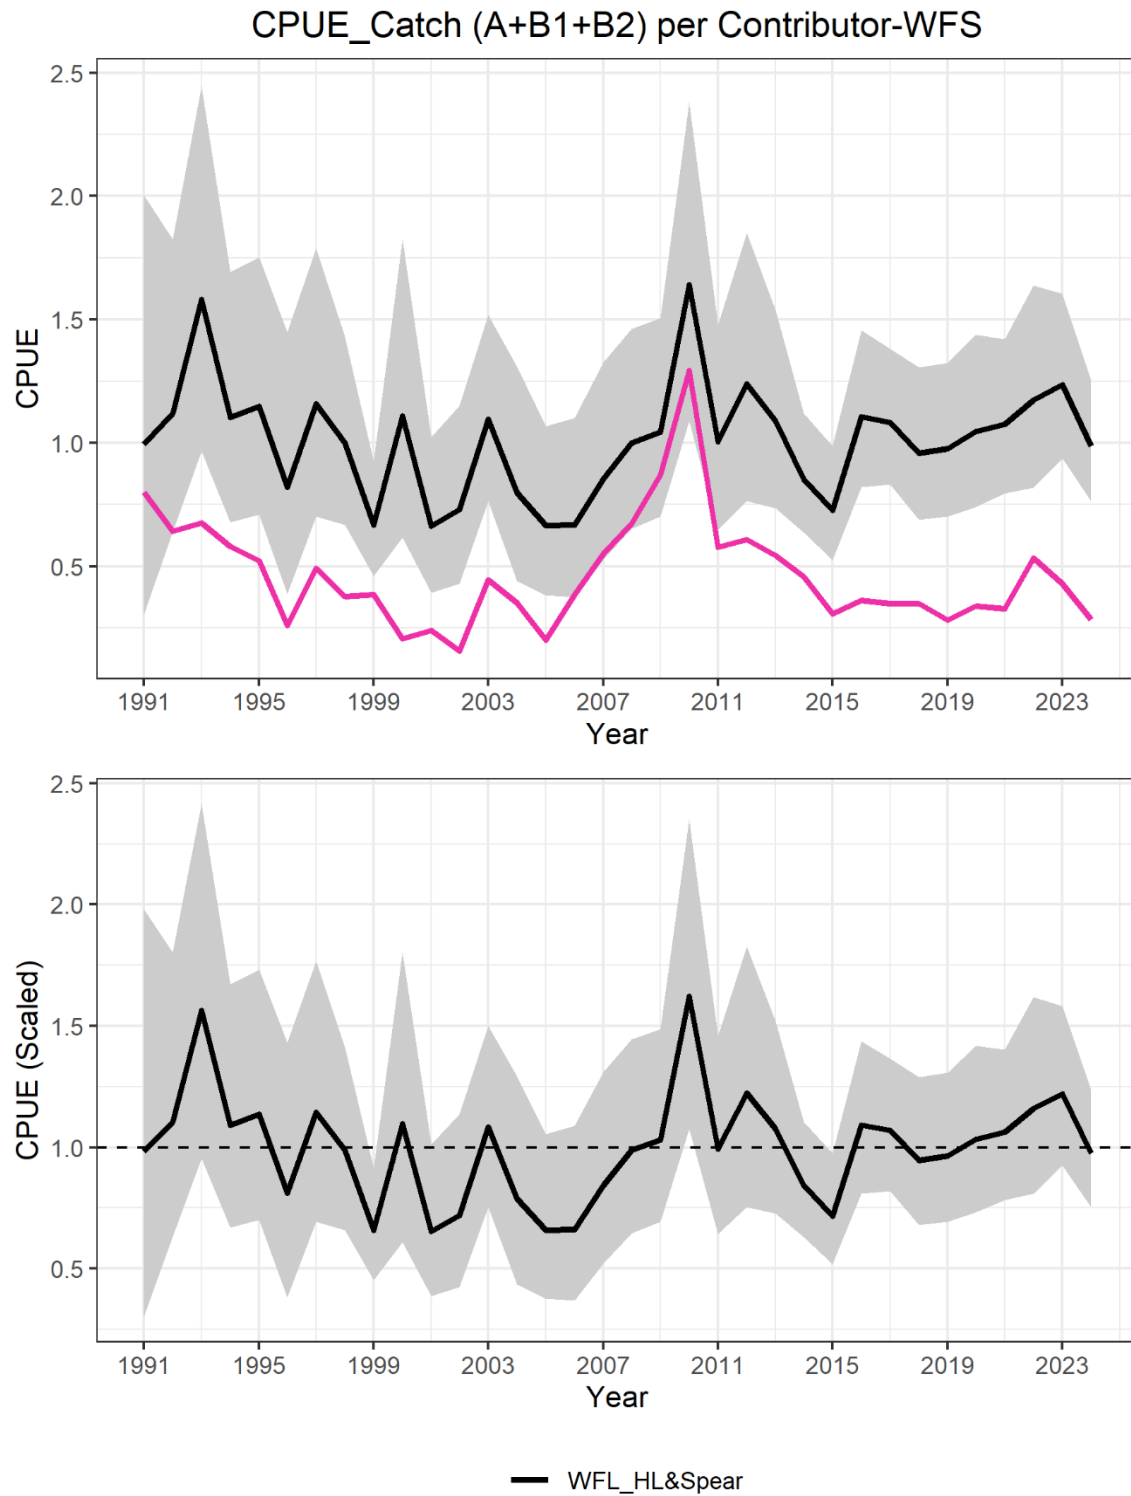 CPUE_Catch (A+B1+B2) per Contributor-WFS
2.5
2.0
1.5
1.0
0.5
CPUE
1991 1995 1999 2003 2007 2011 2015 2019 2023
Year
2.5
2.0
1.5
1.0
0.5
CPUE (Scaled)
1991 1995 1999 2003 2007 2011 2015 2019 2023
Year
WFL_HL&Spear